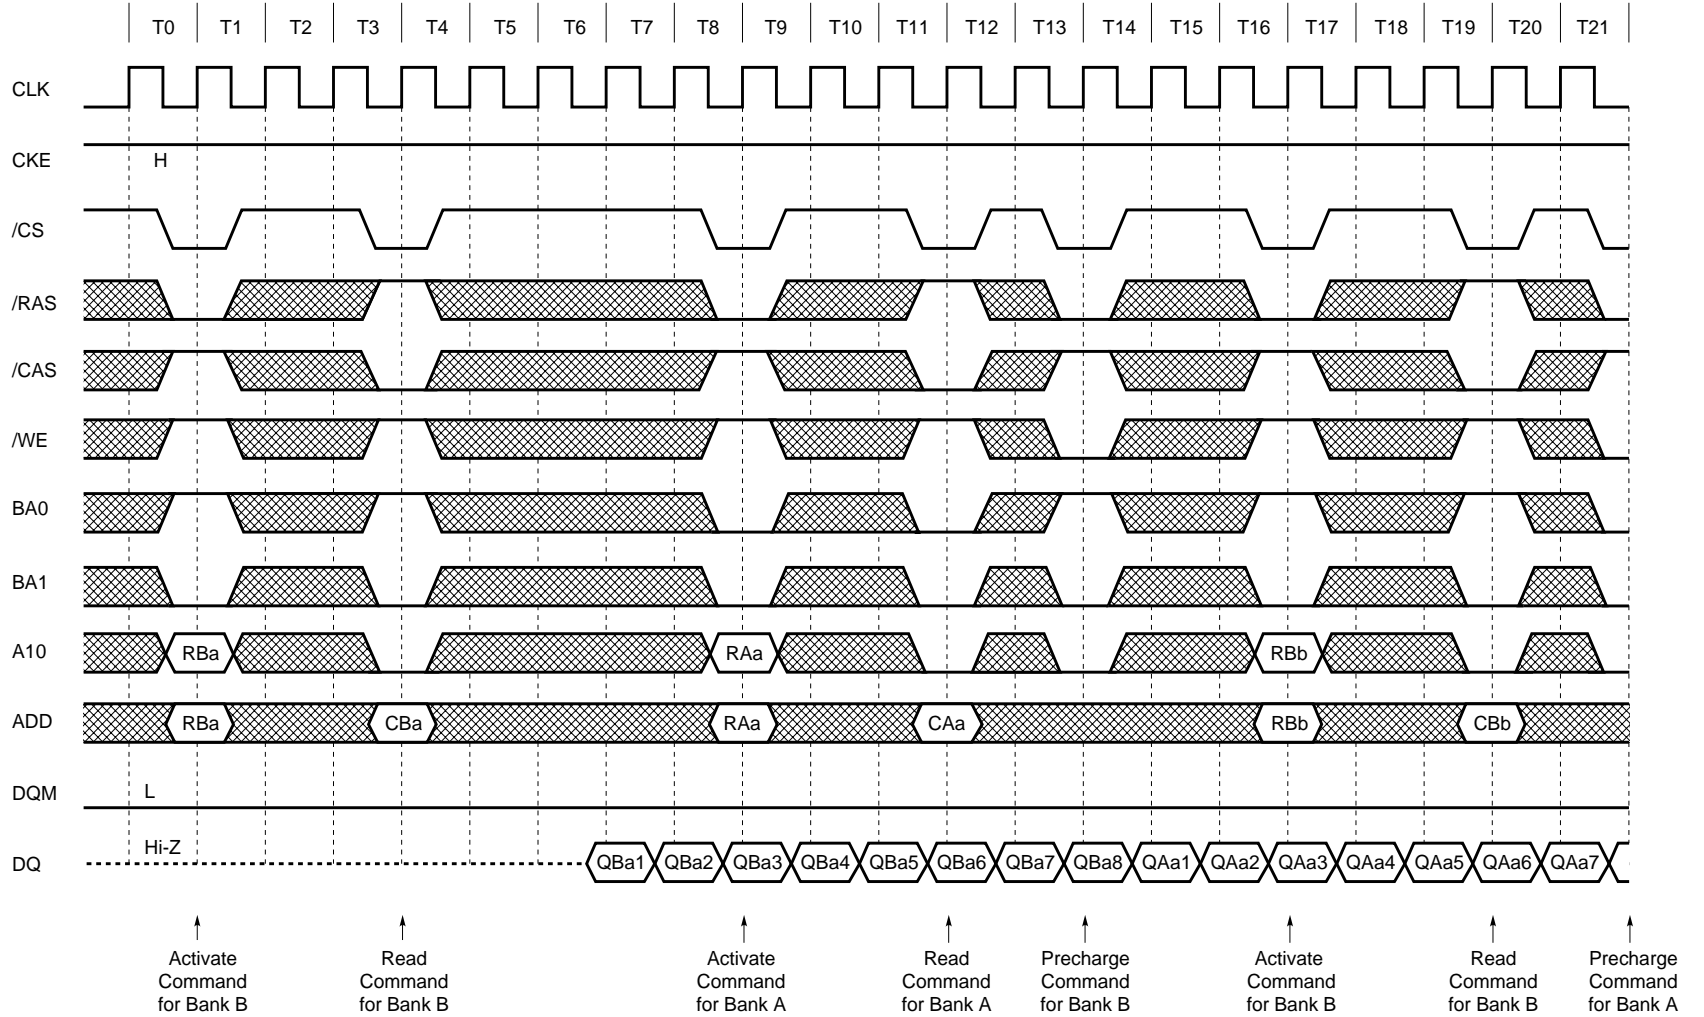 T0 T1 T2 T3 T4 T5 T6 T7 T8 T9 T10 T11 T12 T13 T14 T15 T16 T17 T18 T19 T20 T21
CLK
CKE H
/CS
/RAS
/CAS
/WE
BA0
BA1
A10 RBa RAa RBb
ADD RBa CBa RAa CAa RBb CBb
DQM L
DQ Hi-Z QBa1 QBa2 QBa3 QBa4 QBa5 QBa6 QBa7 QBa8 QAa1 QAa2 QAa3 QAa4 QAa5 QAa6 QAa7
Activate Read Activate Read Precharge Activate Read Precharge
Command Command Command Command Command Command Command Command
for Bank B for Bank B for Bank A for Bank A for Bank B for Bank B for Bank B for Bank A